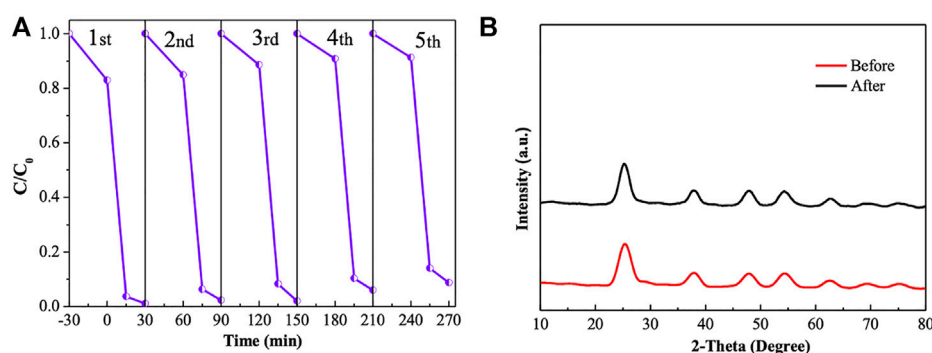 A
1.0
0.8
0.6
0.4
0.2
0.0
C/C0
1st
2nd
3rd
4th
5th
-30 0 30 60 90 120 150 180 210 240 270
Time (min)
B
Before
After
Intensity (a.u.)
10 20 30 40 50 60 70 80
2-Theta (Degree)